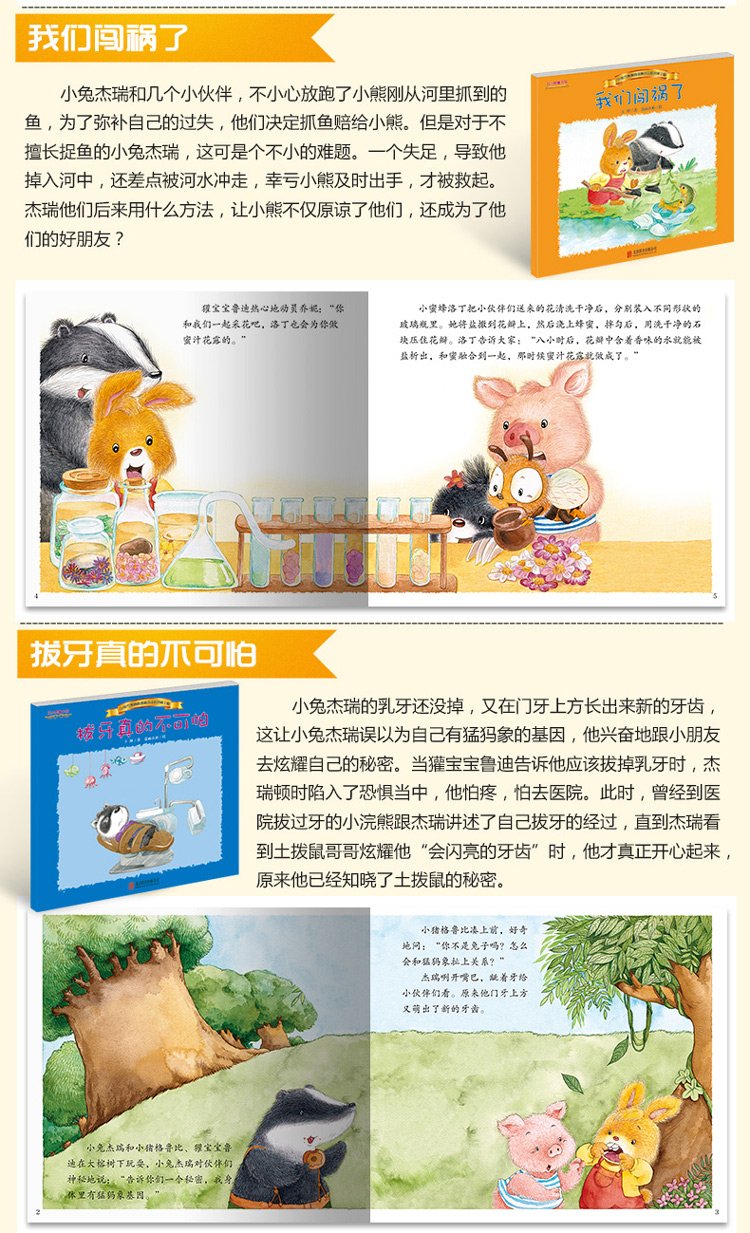 我们闯祸了
小兔杰瑞和几个小伙伴，不小心放跑了小熊刚从河里抓到的
鱼，为了弥补自己的过失，他们决定抓鱼赔给小熊。但是对于不
擅长捉鱼的小兔杰瑞，这可是个不小的难题。一个失足，导致他
掉入河中，还差点被河水冲走，幸亏小熊及时出手，才被救起。
杰瑞他们后来用什么方法，让小熊不仅原谅了他们，还成为了他
们的好朋友？
我们闯祸了
獾宝宝鲁迪热心地动员乔妮：“你
和我们一起采花吧，洛丁也会为你做
蜜汁花露的。”
小蜜蜂洛丁把小伙伴们送来的花清洗干净后，分别装入不同形状的
玻璃瓶里。她将盐撒到花瓣上，然后浇上蜂蜜，拌匀后，用洗干净的石
块压住花瓣。洛丁告诉大家：“八小时后，花瓣中含着香味的水就能被
盐析出，和蜜融合到一起，那时候蜜汁花露就做成了。”
4
5
拔牙真的不可怕
拔牙真的不可怕
小兔杰瑞的乳牙还没掉，又在门牙上方长出来新的牙齿，
这让小兔杰瑞误以为自己有猛犸象的基因，他兴奋地跟小朋友
去炫耀自己的秘密。当獾宝宝鲁迪告诉他应该拔掉乳牙时，杰
瑞顿时陷入了恐惧当中，他怕疼，怕去医院。此时，曾经到医
院拔过牙的小浣熊跟杰瑞讲述了自己拔牙的经过，直到杰瑞看
到土拨鼠哥哥炫耀他“会闪亮的牙齿”时，他才真正开心起来，
原来他已经知晓了土拨鼠的秘密。
小猪格鲁比凑上前，好奇
地问：“你不是兔子吗？怎么
会和猛犸象扯上关系？”
杰瑞咧开嘴巴，龇着牙给
小伙伴们看。原来他门牙上方
又萌出了新的牙齿。
小兔杰瑞和小猪格鲁比、獾宝宝鲁
迪在大榕树下玩耍，小兔杰瑞对伙伴们
神秘地说：“告诉你们一个秘密，我身
体里有猛犸象基因。”
2
3